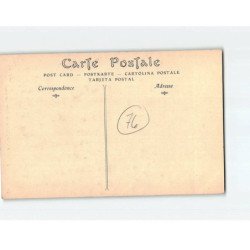 Carte Postale
POST CARD - POSTKARTE - CARTOLINA POSTALE
TARJETA POSTAL
Correspondance
Adresse
76